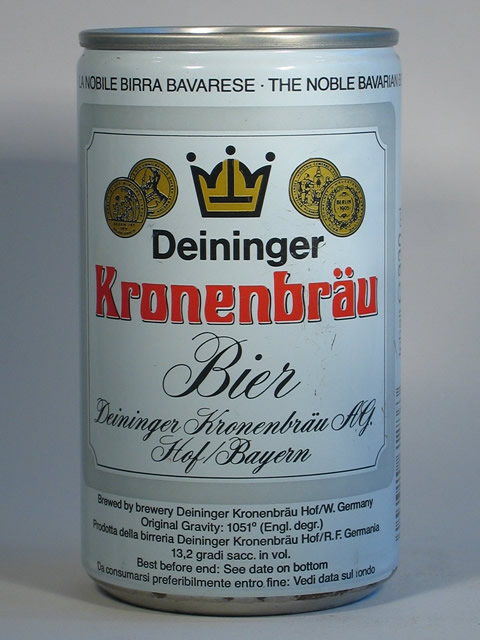 LA NOBILE BIRRA BAVARESE · THE NOBLE BAVARIAN
Deininger
Kronenbräu
Bier
Deininger Kronenbräu AG.
Hof/Bayern
BERLIN
Brewed by brewery Deininger Kronenbräu Hof/W. Germany
Original Gravity: 1051° (Engl. degr.)
Prodotta della birreria Deininger Kronenbräu Hof/R.F. Germania
13,2 gradi sacc. in vol.
Best before end: See date on bottom
Da consumarsi preferibilmente entro fine: Vedi data sul fondo